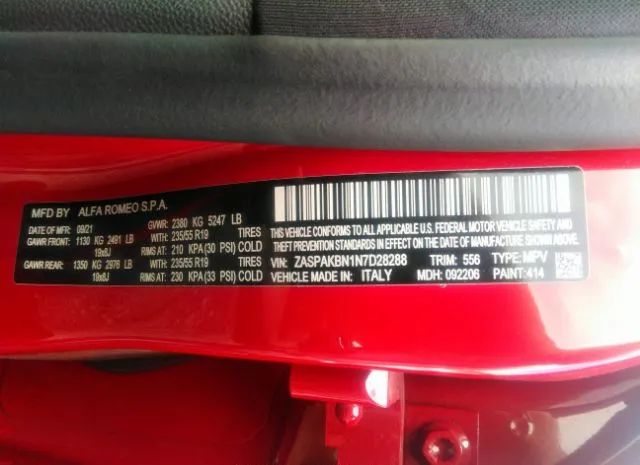 MFD BY ALFA ROMEO S.P.A.
DATE OF MFR: 09/21 GVWR: 2380 KG 5247 LB
GAWR FRONT: 1130 KG 2491 LB 235/55 R19 TIRES
19x8J RIMS AT: 210 KPA (30 PSI) COLD
GAWR REAR: 1350 KG 2976 LB 235/55 R19 TIRES
19x8J RIMS AT: 230 KPA (33 PSI) COLD
THIS VEHICLE CONFORMS TO ALL APPLICABLE U.S.
FEDERAL MOTOR VEHICLE SAFETY, BUMPER, AND THEFT PREVENTION STANDARDS IN
EFFECT ON THE DATE OF MANUFACTURE SHOWN ABOVE.
VIN: ZASPAKBN1N7D28288 TRIM: 556 TYPE: MPV
VEHICLE MADE IN: ITALY MDH: 092206 PAINT: 414